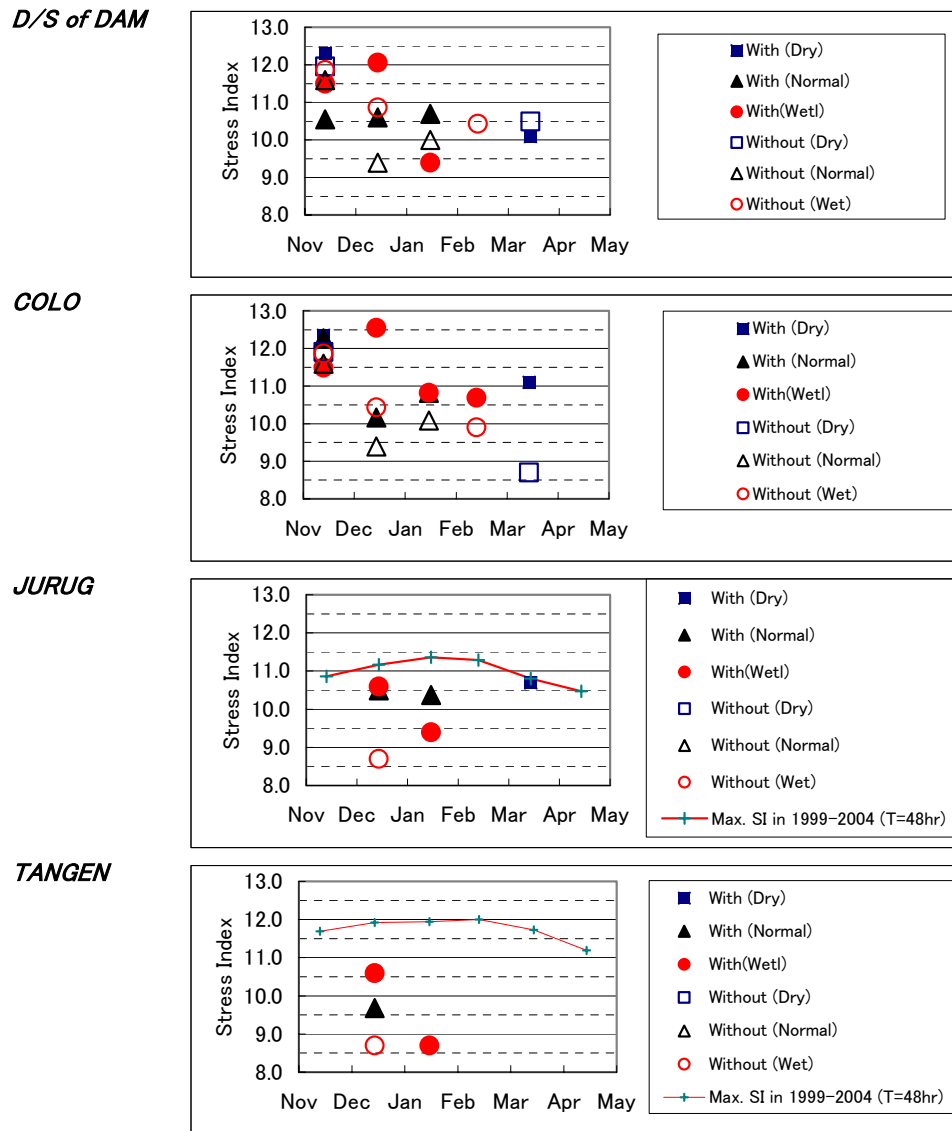 D/S of DAM
Stress Index
13.0
12.0
11.0
10.0
9.0
8.0
Nov Dec Jan Feb Mar Apr May
With (Dry)
With (Normal)
With(Wetl)
Without (Dry)
Without (Normal)
Without (Wet)
COLO
Stress Index
13.0
12.0
11.0
10.0
9.0
8.0
Nov Dec Jan Feb Mar Apr May
With (Dry)
With (Normal)
With(Wetl)
Without (Dry)
Without (Normal)
Without (Wet)
JURUG
Stress Index
13.0
12.0
11.0
10.0
9.0
8.0
Nov Dec Jan Feb Mar Apr May
With (Dry)
With (Normal)
With(Wetl)
Without (Dry)
Without (Normal)
Without (Wet)
Max. SI in 1999-2004 (T=48hr)
TANGEN
Stress Index
13.0
12.0
11.0
10.0
9.0
8.0
Nov Dec Jan Feb Mar Apr May
With (Dry)
With (Normal)
With(Wetl)
Without (Dry)
Without (Normal)
Without (Wet)
Max. SI in 1999-2004 (T=48hr)